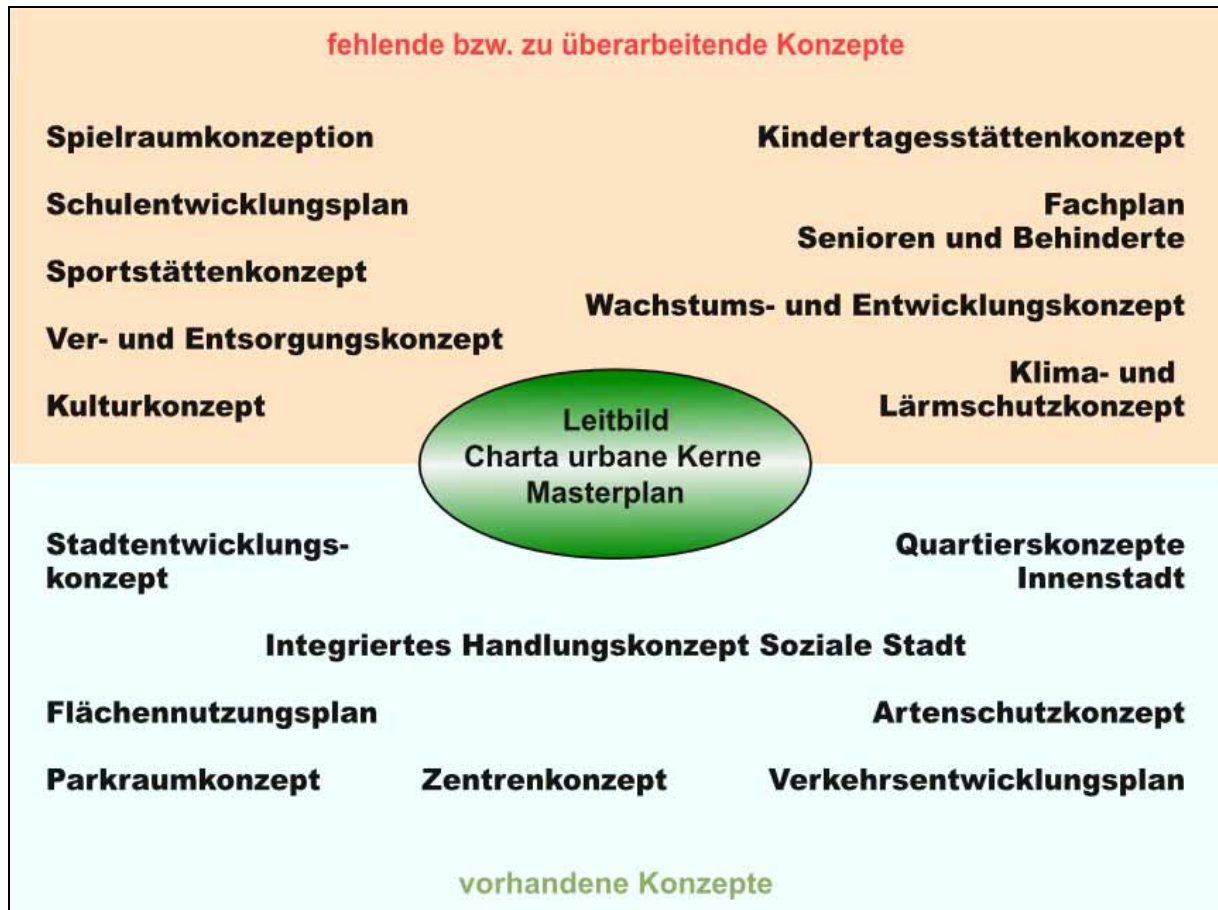 fehlende bzw. zu überarbeitende Konzepte
Spielraumkonzeption
Kindertagesstättenkonzept
Schulentwicklungsplan
Fachplan
Senioren und Behinderte
Sportstättenkonzept
Wachstums- und Entwicklungskonzept
Ver- und Entsorgungskonzept
Klima- und
Lärmschutzkonzept
Kulturkonzept
Leitbild
Charta urbane Kerne
Masterplan
Stadtentwicklungs-
konzept
Quartierskonzepte
Innenstadt
Integriertes Handlungskonzept Soziale Stadt
Flächennutzungsplan
Artenschutzkonzept
Parkraumkonzept
Zentrenkonzept
Verkehrsentwicklungsplan
vorhandene Konzepte